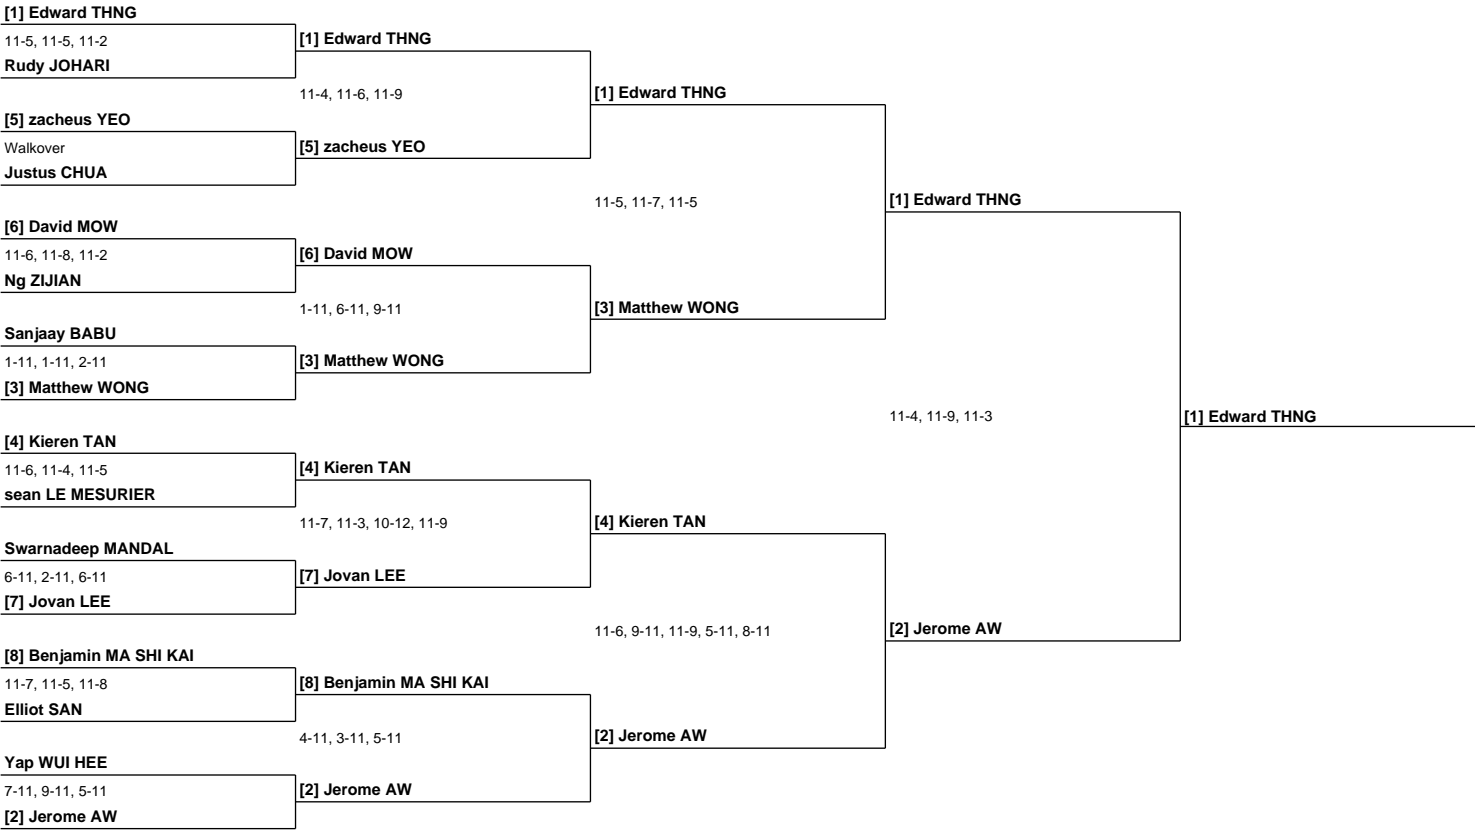 [1] Edward THNG
11-5, 11-5, 11-2
[1] Edward THNG
Rudy JOHARI
11-4, 11-6, 11-9
[1] Edward THNG
[5] zacheus YEO
Walkover
[5] zacheus YEO
Justus CHUA
11-5, 11-7, 11-5
[1] Edward THNG
[6] David MOW
11-6, 11-8, 11-2
[6] David MOW
Ng ZIJIAN
1-11, 6-11, 9-11
[3] Matthew WONG
Sanjaay BABU
1-11, 1-11, 2-11
[3] Matthew WONG
[3] Matthew WONG
11-4, 11-9, 11-3
[1] Edward THNG
[4] Kieren TAN
11-6, 11-4, 11-5
[4] Kieren TAN
sean LE MESURIER
11-7, 11-3, 10-12, 11-9
[4] Kieren TAN
Swarnadeep MANDAL
6-11, 2-11, 6-11
[7] Jovan LEE
[7] Jovan LEE
11-6, 9-11, 11-9, 5-11, 8-11
[2] Jerome AW
[8] Benjamin MA SHI KAI
11-7, 11-5, 11-8
[8] Benjamin MA SHI KAI
Elliot SAN
4-11, 3-11, 5-11
[2] Jerome AW
Yap WUI HEE
7-11, 9-11, 5-11
[2] Jerome AW
[2] Jerome AW